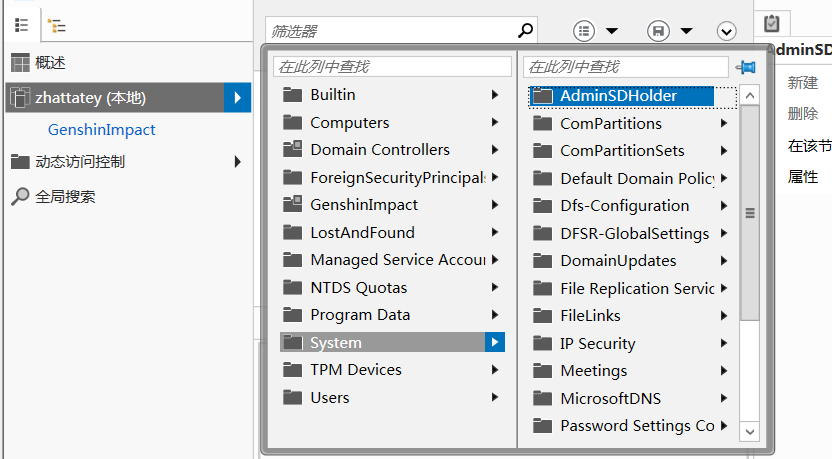 筛选器
概述
zhattatey (本地)
GenshinImpact
动态访问控制
全局搜索
在此列中查找
Builtin
Computers
Domain Controllers
ForeignSecurityPrincipals
GenshinImpact
LostAndFound
Managed Service Accou
NTDS Quotas
Program Data
System
TPM Devices
Users
在此列中查找
AdminSDHolder
ComPartitions
ComPartitionSets
Default Domain Policy
Dfs-Configuration
DFSR-GlobalSettings
DomainUpdates
File Replication Servic
FileLinks
IP Security
Meetings
MicrosoftDNS
Password Settings Co
AdminSD
新建
删除
在该节
属性